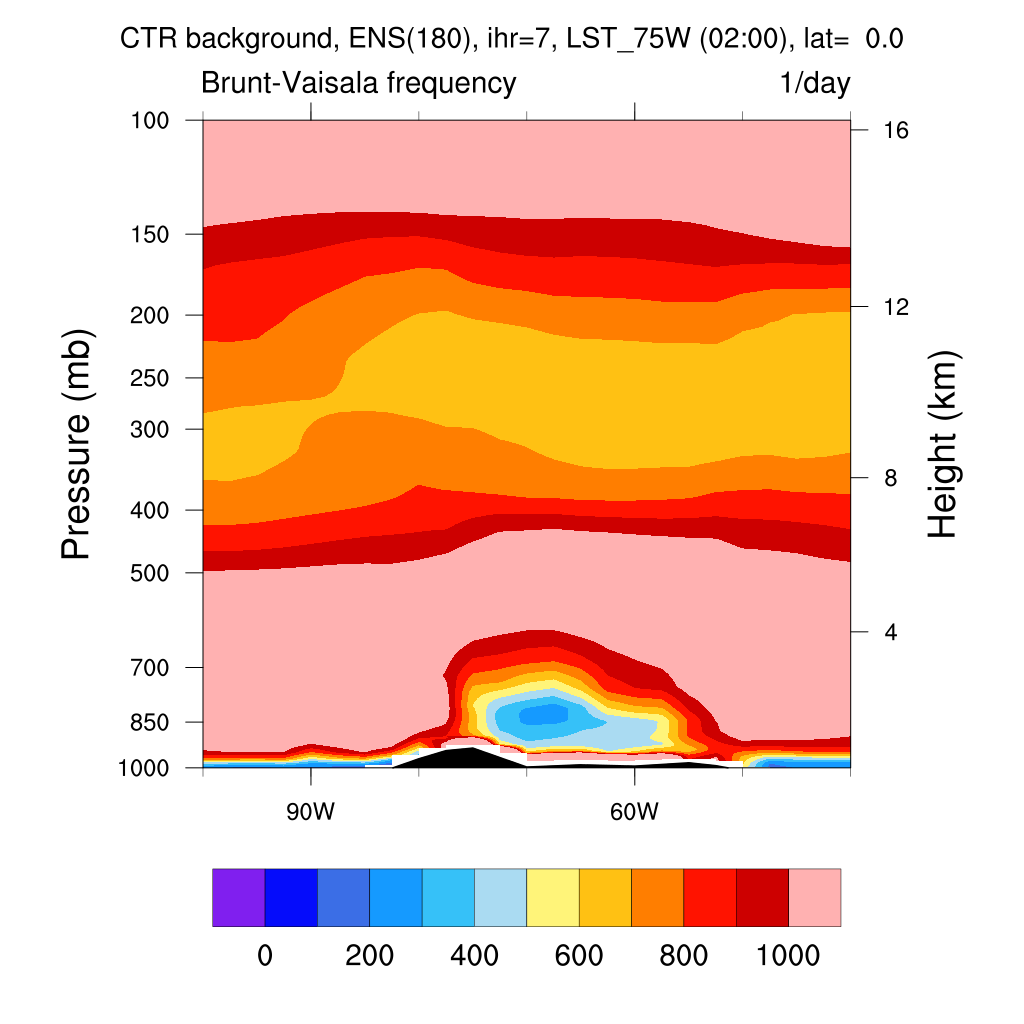 CTR background, ENS(180), ihr=7, LST_75W (02:00), lat=  0.0
Brunt-Vaisala frequency 1/day
100 16
150
200 12
250
300
400 8
500
700 4
850
1000
Pressure (mb)
Height (km)
90W 60W
0 200 400 600 800 1000